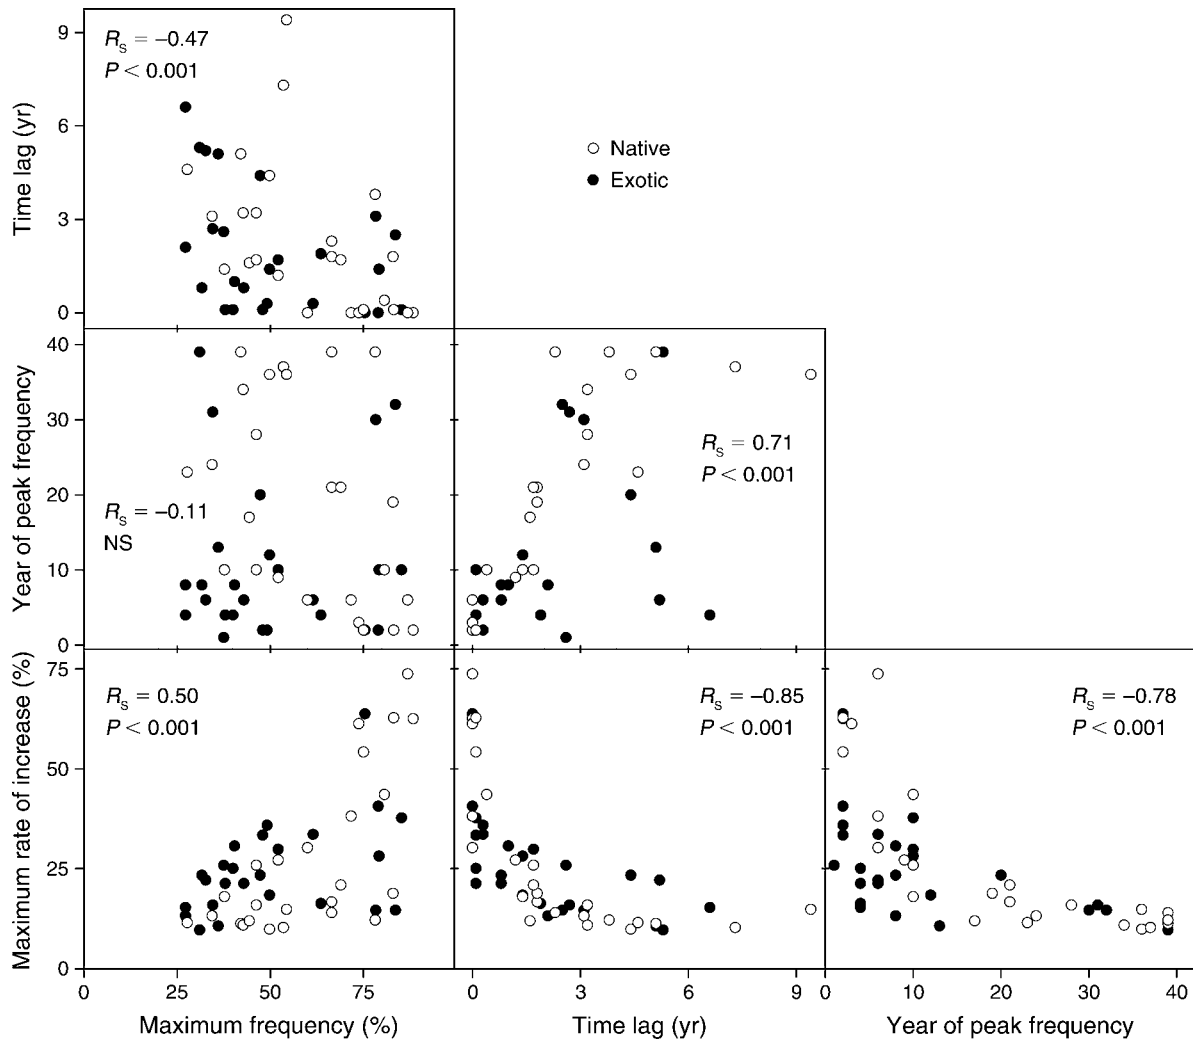 9
6
3
0
Time lag (yr)
R_S = –0.47
P < 0.001
Native
Exotic
40
30
20
10
0
Year of peak frequency
R_S = –0.11
NS
R_S = 0.71
P < 0.001
75
50
25
0
Maximum rate of increase (%)
R_S = 0.50
P < 0.001
R_S = –0.85
P < 0.001
R_S = –0.78
P < 0.001
0 25 50 75
0 3 6 9
0 10 20 30 40
Maximum frequency (%)
Time lag (yr)
Year of peak frequency